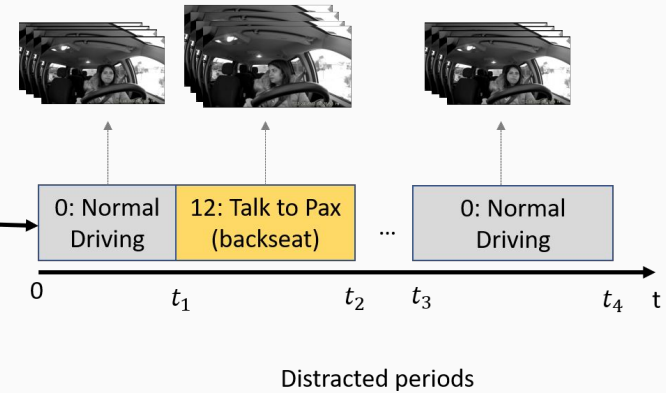 0: Normal
Driving
12: Talk to Pax
(backseat)
...
0: Normal
Driving
0
t₁
t₂
t₃
t₄
t
Distracted periods